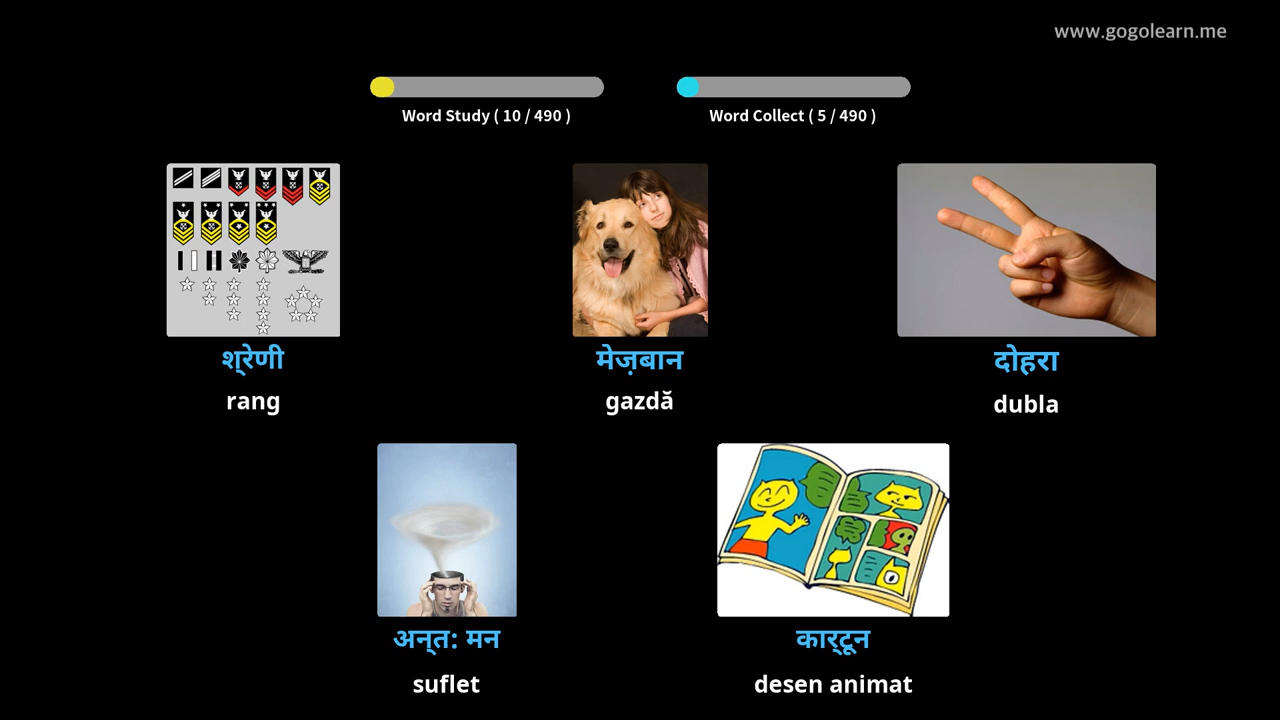 www.gogolearn.me
Word Study ( 10 / 490 )
Word Collect ( 5 / 490 )
श्रेणी
rang
मेज़बान
gazdă
दोहरा
dubla
अन्त: मन
suflet
कार्टून
desen animat